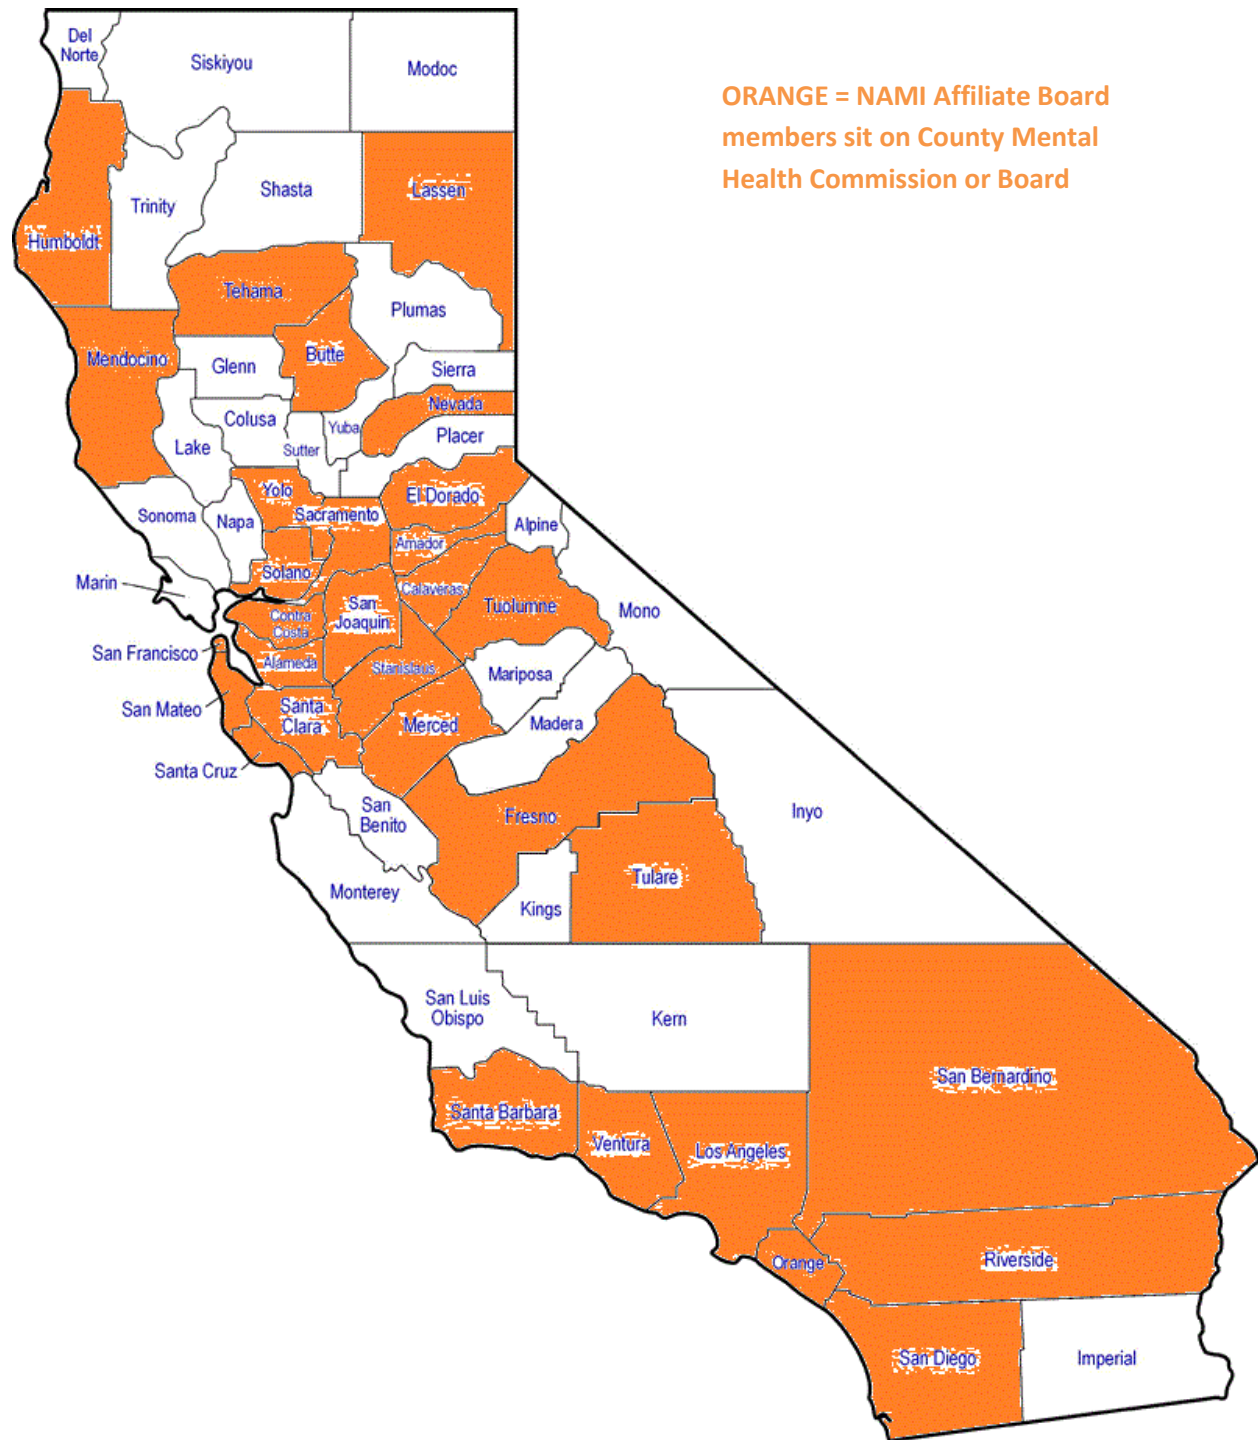 Del
Norte
Siskiyou
Modoc
ORANGE = NAMI Affiliate Board
members sit on County Mental
Health Commission or Board
Shasta
Lassen
Trinity
Humboldt
Tehama
Plumas
Mendocino
Butte
Glenn
Sierra
Nevada
Colusa
Yuba
Placer
Lake
Sutter
Yolo
El Dorado
Sonoma
Napa
Sacramento
Alpine
Amador
Solano
Marin
Calaveras
San
Joaquin
Tuolumne
Mono
Contra
Costa
San Francisco
Alameda
Stanislaus
Mariposa
San Mateo
Santa
Clara
Merced
Madera
Santa Cruz
San
Benito
Fresno
Inyo
Monterey
Kings
Tulare
San Luis
Obispo
Kern
San Bernardino
Santa Barbara
Ventura
Los Angeles
Orange
Riverside
San Diego
Imperial